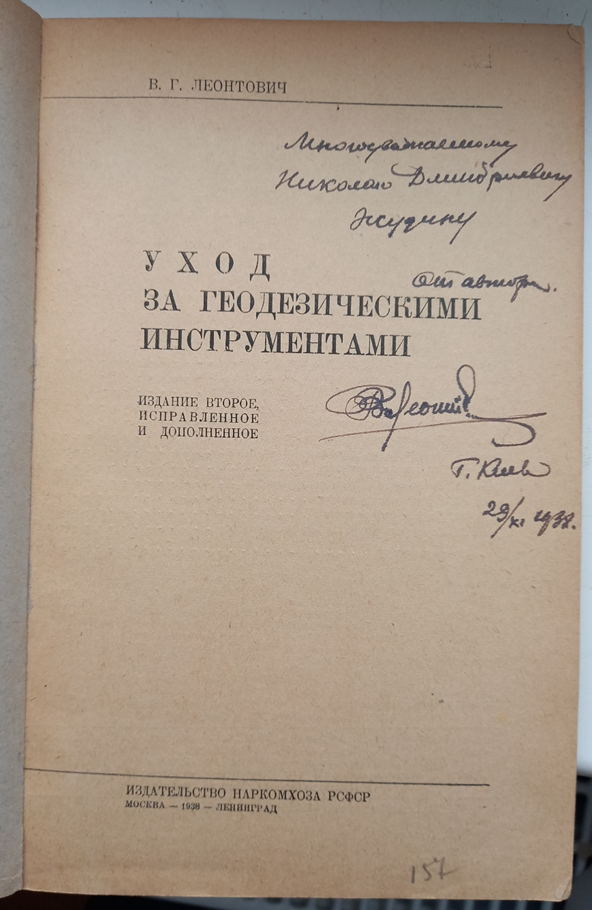 В. Г. ЛЕОНТОВИЧ
Многоуважаемому
Николаю Дмитриевичу
Жудину
От автора.
УХОД
ЗА ГЕОДЕЗИЧЕСКИМИ
ИНСТРУМЕНТАМИ
ИЗДАНИЕ ВТОРОЕ,
ИСПРАВЛЕННОЕ
И ДОПОЛНЕННОЕ
Г. Киев
29/XI 1938.
ИЗДАТЕЛЬСТВО НАРКОМХОЗА РСФСР
МОСКВА — 1938 — ЛЕНИНГРАД
157